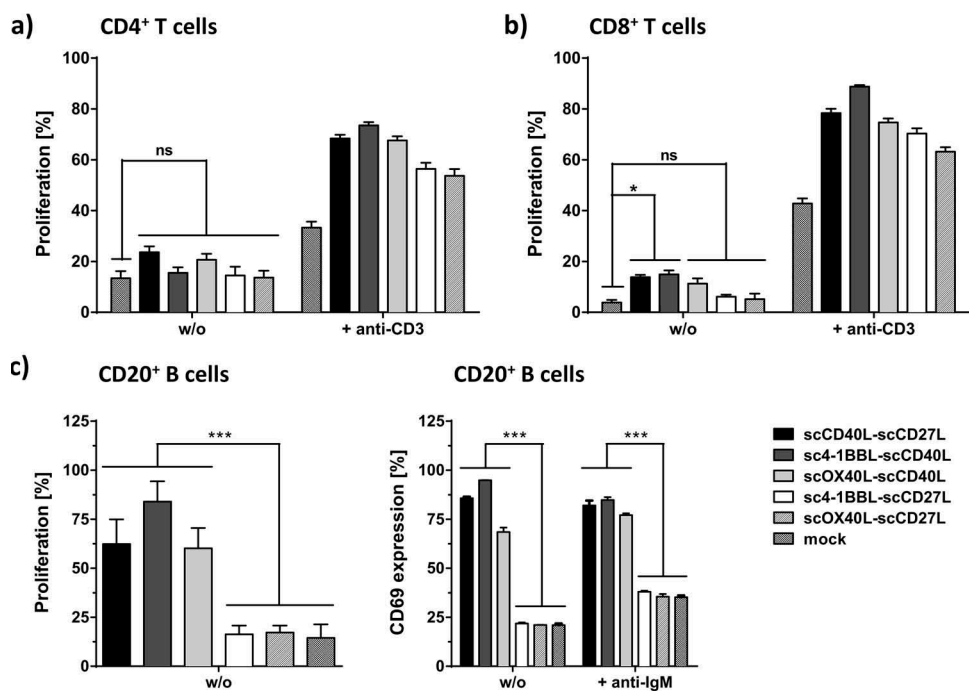 a) CD4+ T cells
Proliferation [%]
100
80
60
40
20
0
ns
w/o
+ anti-CD3
b) CD8+ T cells
Proliferation [%]
100
80
60
40
20
0
ns
*
w/o
+ anti-CD3
c) CD20+ B cells
Proliferation [%]
125
100
75
50
25
0
***
w/o
CD20+ B cells
CD69 expression [%]
125
100
75
50
25
0
***
***
w/o
+ anti-IgM
scCD40L-scCD27L
sc4-1BBL-scCD40L
scOX40L-scCD40L
sc4-1BBL-scCD27L
scOX40L-scCD27L
mock